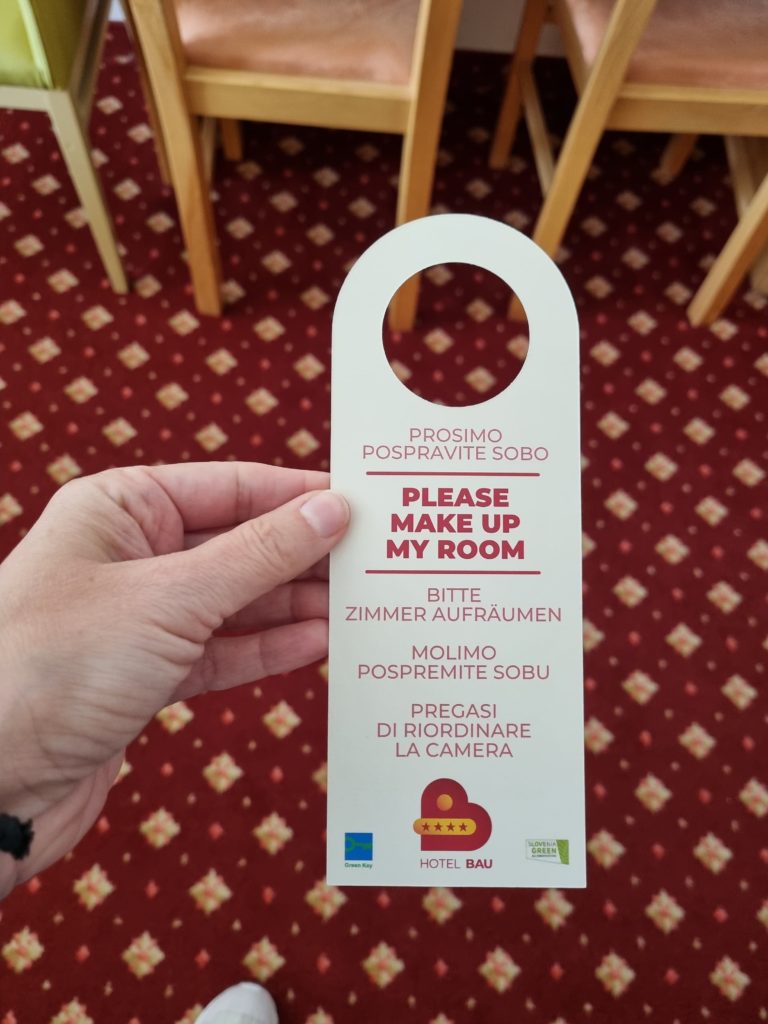 PROSIMO
POSPRAVITE SOBO
PLEASE
MAKE UP
MY ROOM
BITTE
ZIMMER AUFRÄUMEN
MOLIMO
POSPREMITE SOBU
PREGASI
DI RIORDINARE
LA CAMERA
HOTEL BAU
Green Key
SLOVENIA
GREEN